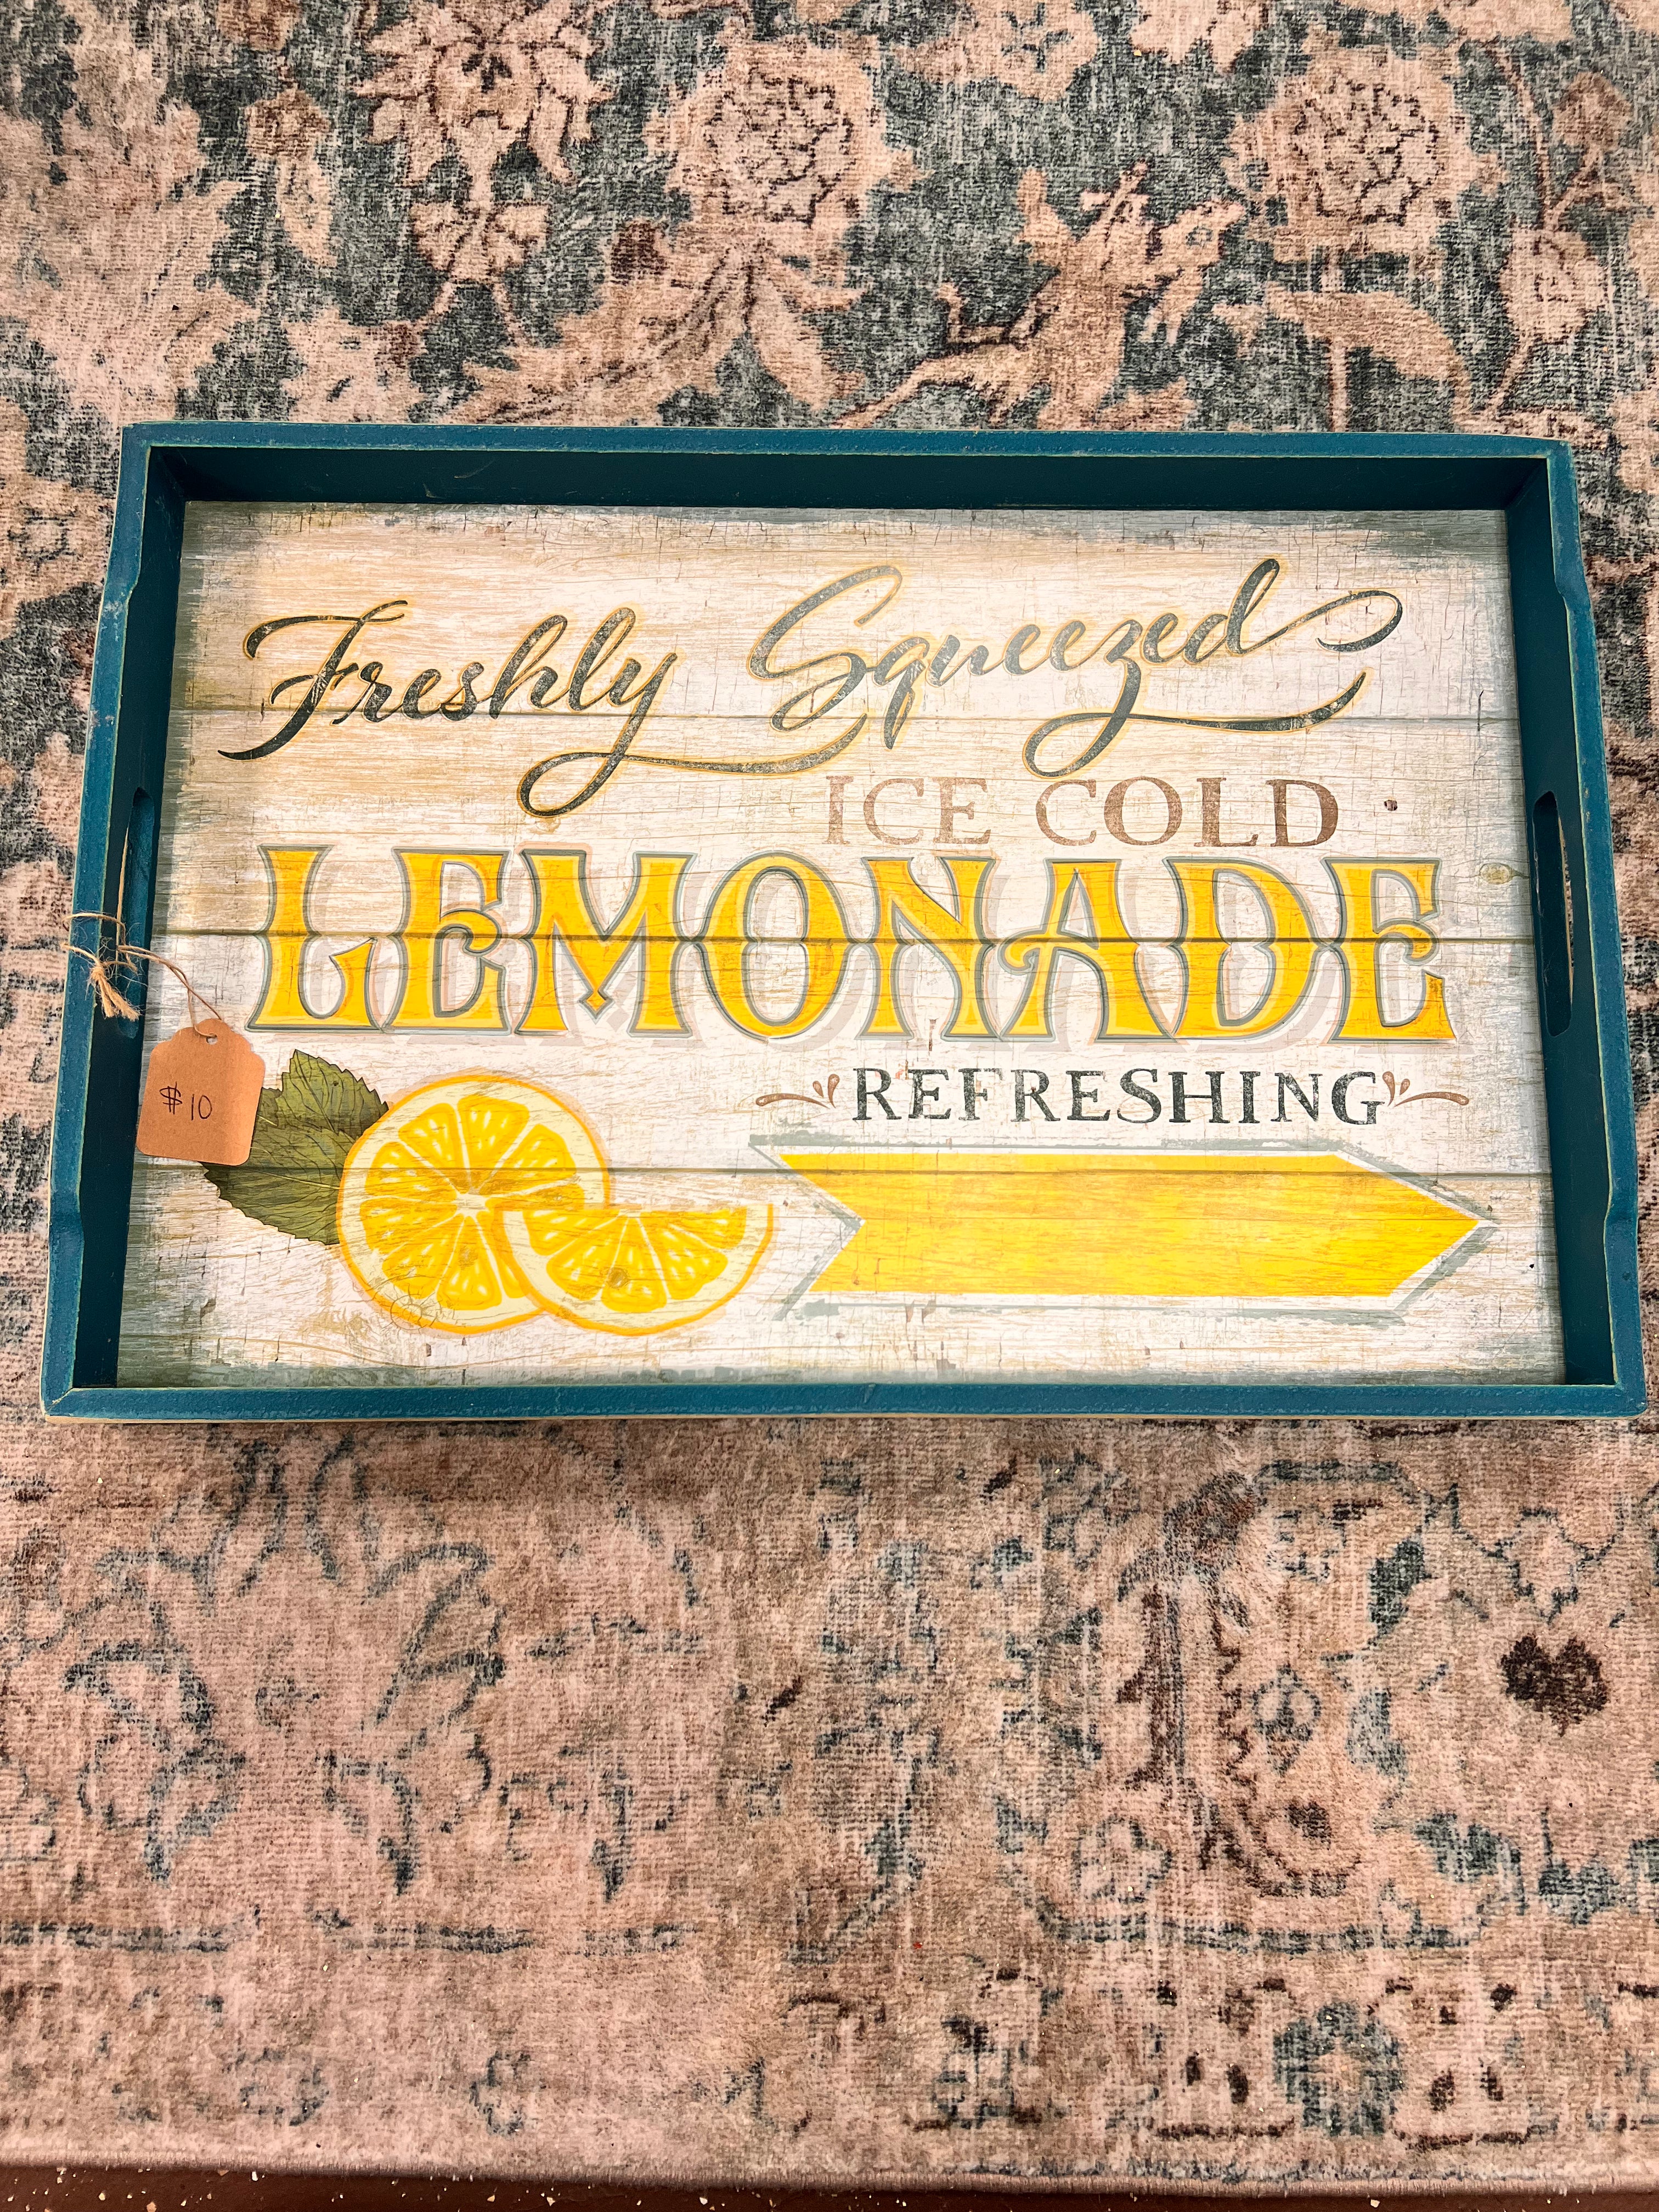 Freshly Squeezed
ICE COLD
LEMONADE
REFRESHING
$10